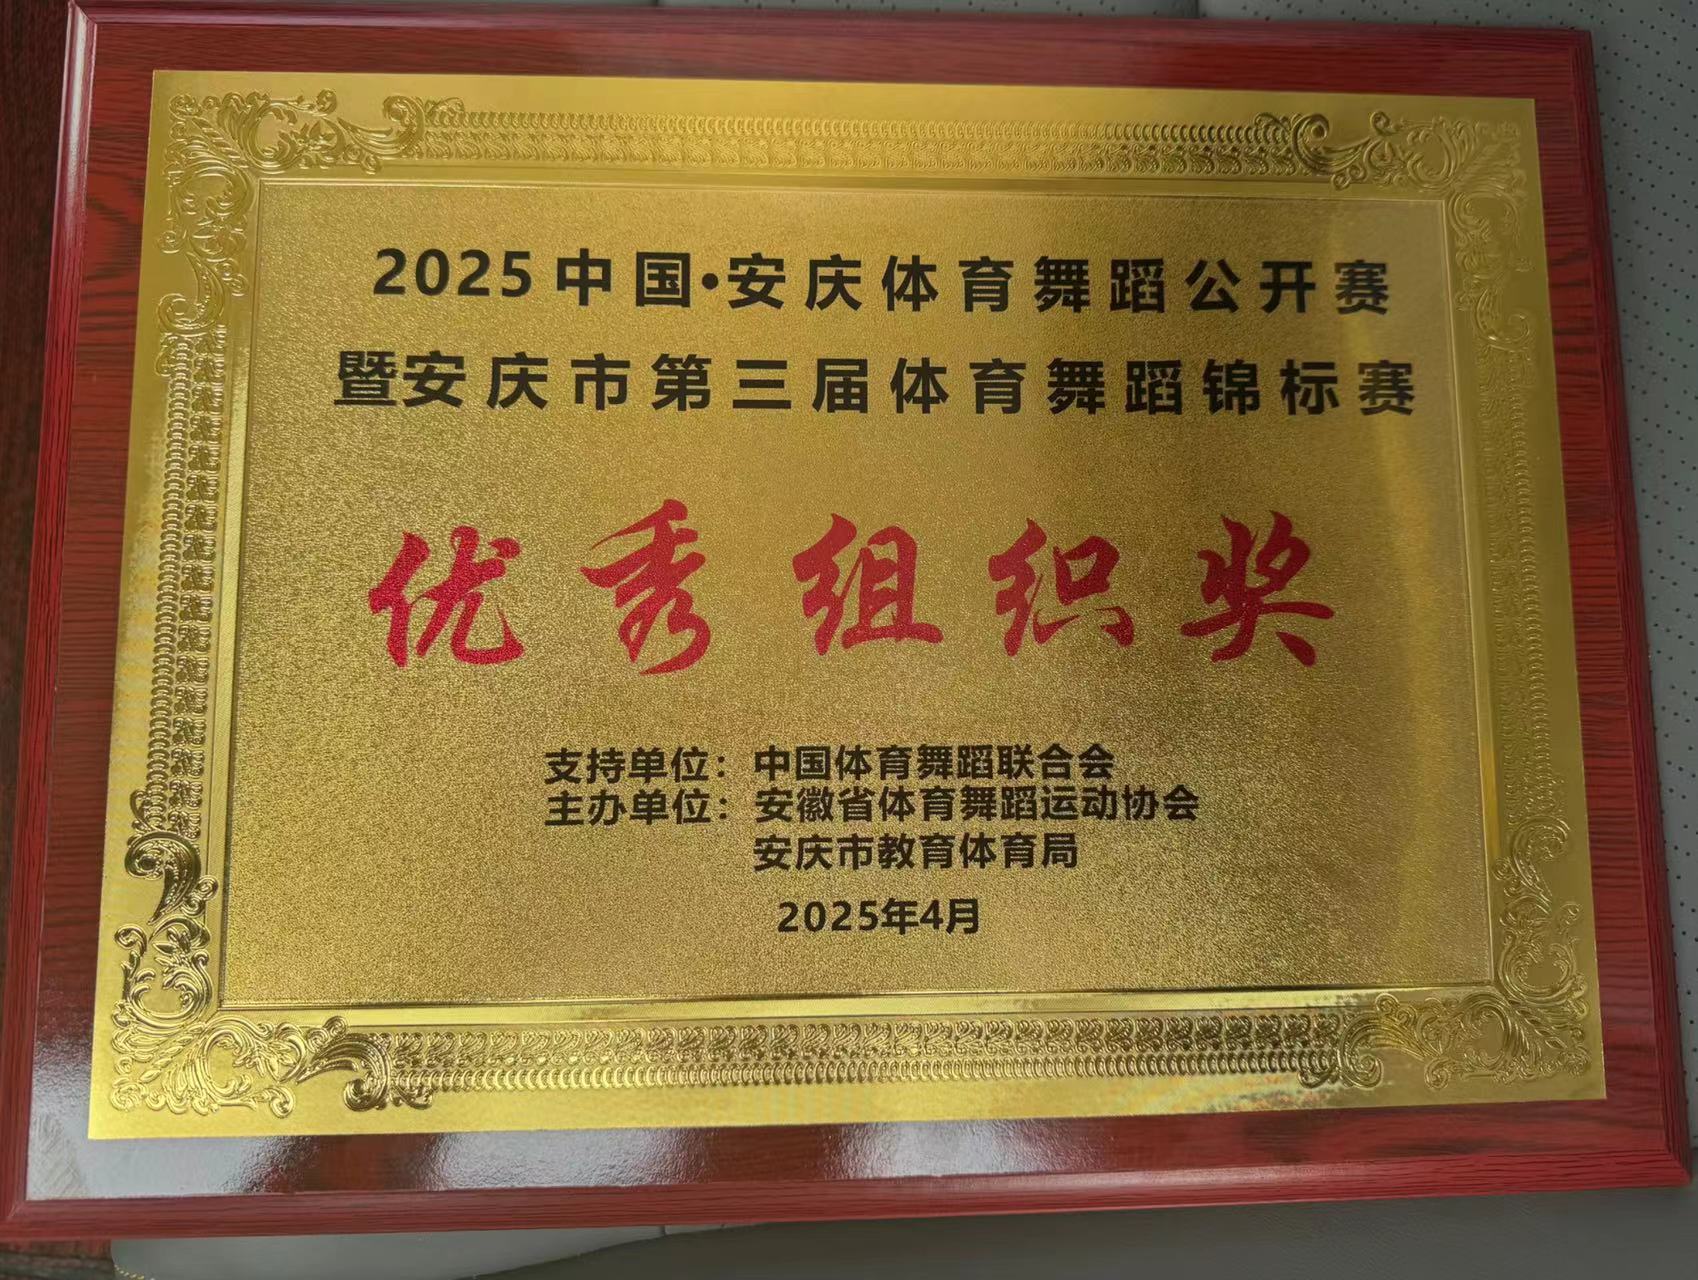 2025中国·安庆体育舞蹈公开赛
暨安庆市第三届体育舞蹈锦标赛
优秀组织奖
支持单位：中国体育舞蹈联合会
主办单位：安徽省体育舞蹈运动协会
安庆市教育体育局
2025年4月